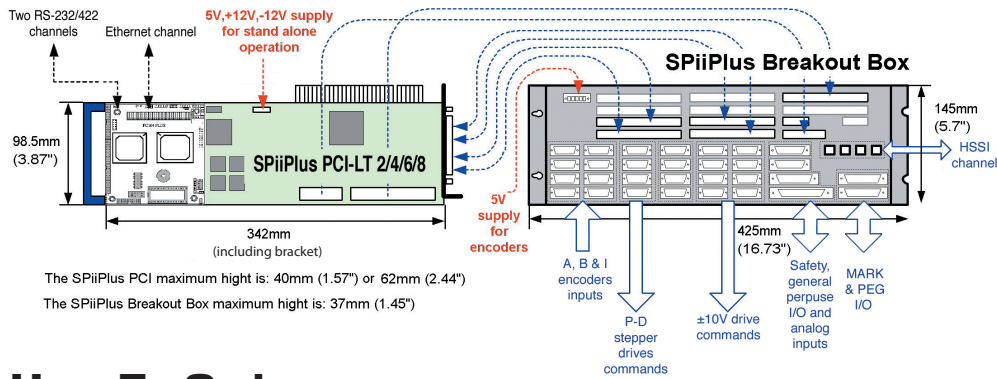 Two RS-232/422
channels
Ethernet channel
5V,+12V,-12V supply
for stand alone
operation
SPiiPlus Breakout Box
98.5mm
(3.87")
SPiiPlus PCI-LT 2/4/6/8
145mm
(5.7")
HSSI
channel
5V
supply
for
encoders
342mm
(including bracket)
425mm
(16.73")
The SPiiPlus PCI maximum hight is: 40mm (1.57") or 62mm (2.44")
The SPiiPlus Breakout Box maximum hight is: 37mm (1.45")
A, B & I
encoders
inputs
P-D
stepper
drives
commands
±10V drive
commands
Safety,
general
perpuse
I/O and
analog
inputs
MARK
& PEG
I/O